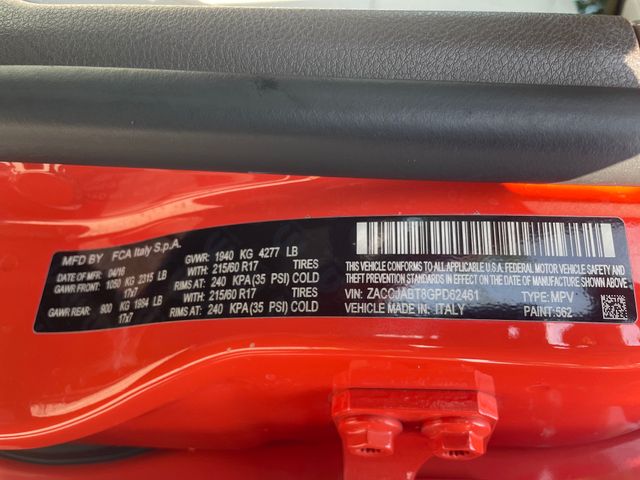 MFD BY FCA Italy S.p.A.
DATE OF MFR 04/16 GVWR: 1940 KG 4277 LB
GAWR FRONT: 1050 KG 2315 LB WITH: 215/60 R17 TIRES
17x7 RIMS AT: 240 KPA (35 PSI) COLD
GAWR REAR: 900 KG 1984 LB WITH: 215/60 R17 TIRES
17x7 RIMS AT: 240 KPA (35 PSI) COLD
THIS VEHICLE CONFORMS TO ALL APPLICABLE U.S. FEDERAL MOTOR VEHICLE SAFETY
AND THEFT PREVENTION STANDARDS IN EFFECT ON THE DATE OF MANUFACTURE SHOWN ABOVE.
VIN: ZACCJABT8GPD62461 TYPE: MPV
VEHICLE MADE IN: ITALY PAINT:562